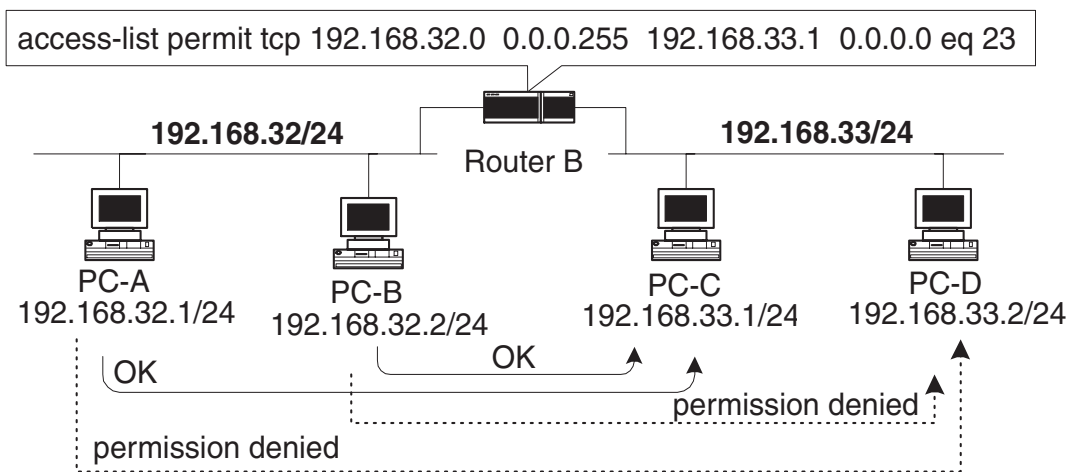 access-list permit tcp 192.168.32.0 0.0.0.255 192.168.33.1 0.0.0.0 eq 23
192.168.32/24
192.168.33/24
Router B
PC-A
192.168.32.1/24
PC-B
192.168.32.2/24
PC-C
192.168.33.1/24
PC-D
192.168.33.2/24
OK
OK
permission denied
permission denied